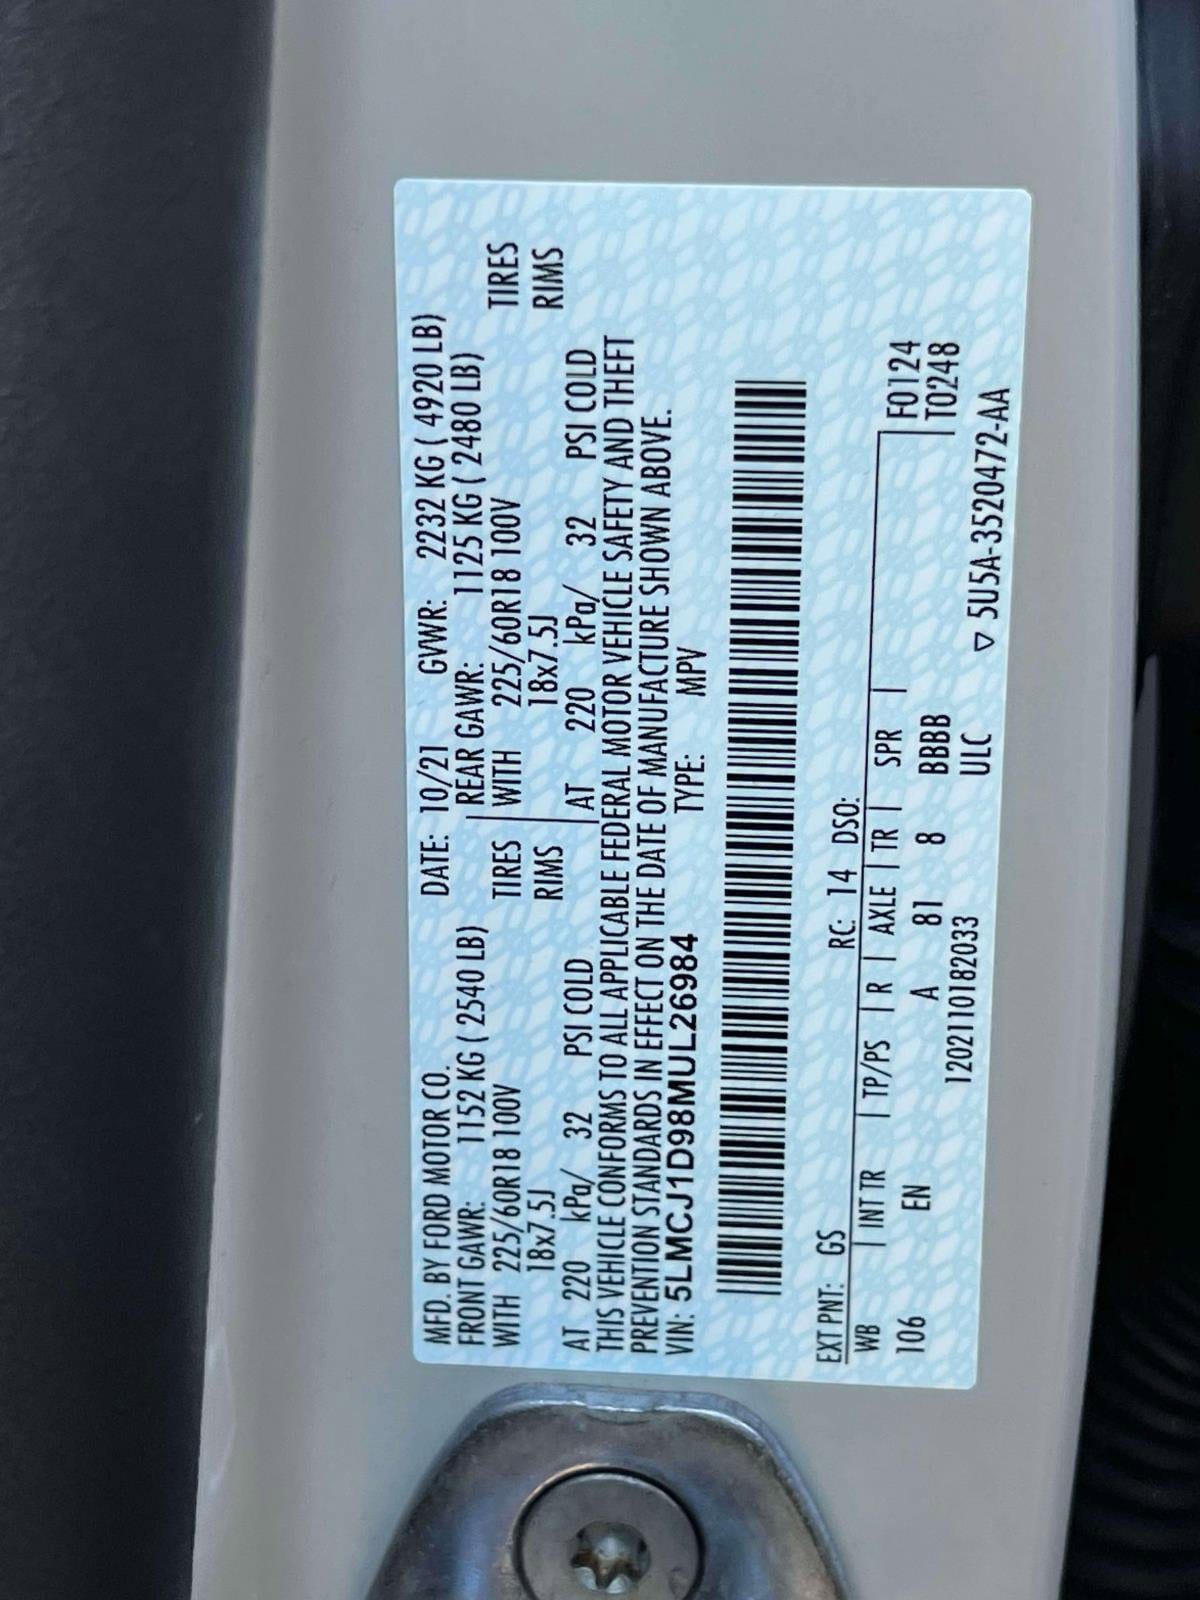 MFD. BY FORD MOTOR CO. DATE: 10/21 GVWR: 2232 KG ( 4920 LB)
FRONT GAWR: 1152 KG ( 2540 LB) REAR GAWR: 1125 KG ( 2480 LB)
WITH 225/60R18 100V TIRES WITH 225/60R18 100V TIRES
18x7.5J RIMS 18x7.5J RIMS
AT 220 kPa/ 32 PSI COLD AT 220 kPa/ 32 PSI COLD
THIS VEHICLE CONFORMS TO ALL APPLICABLE FEDERAL MOTOR VEHICLE SAFETY AND THEFT
PREVENTION STANDARDS IN EFFECT ON THE DATE OF MANUFACTURE SHOWN ABOVE.
VIN: 5LMCJ1D98MUL26984 TYPE: MPV
EXT PNT: GS RC: 14 DSO:
WB | INT TR | TP/PS | R | AXLE | TR | SPR | F0124
106 EN A 81 8 BBBB T0248
1202110182033 ULC
▽ 5U5A-3520472-AA